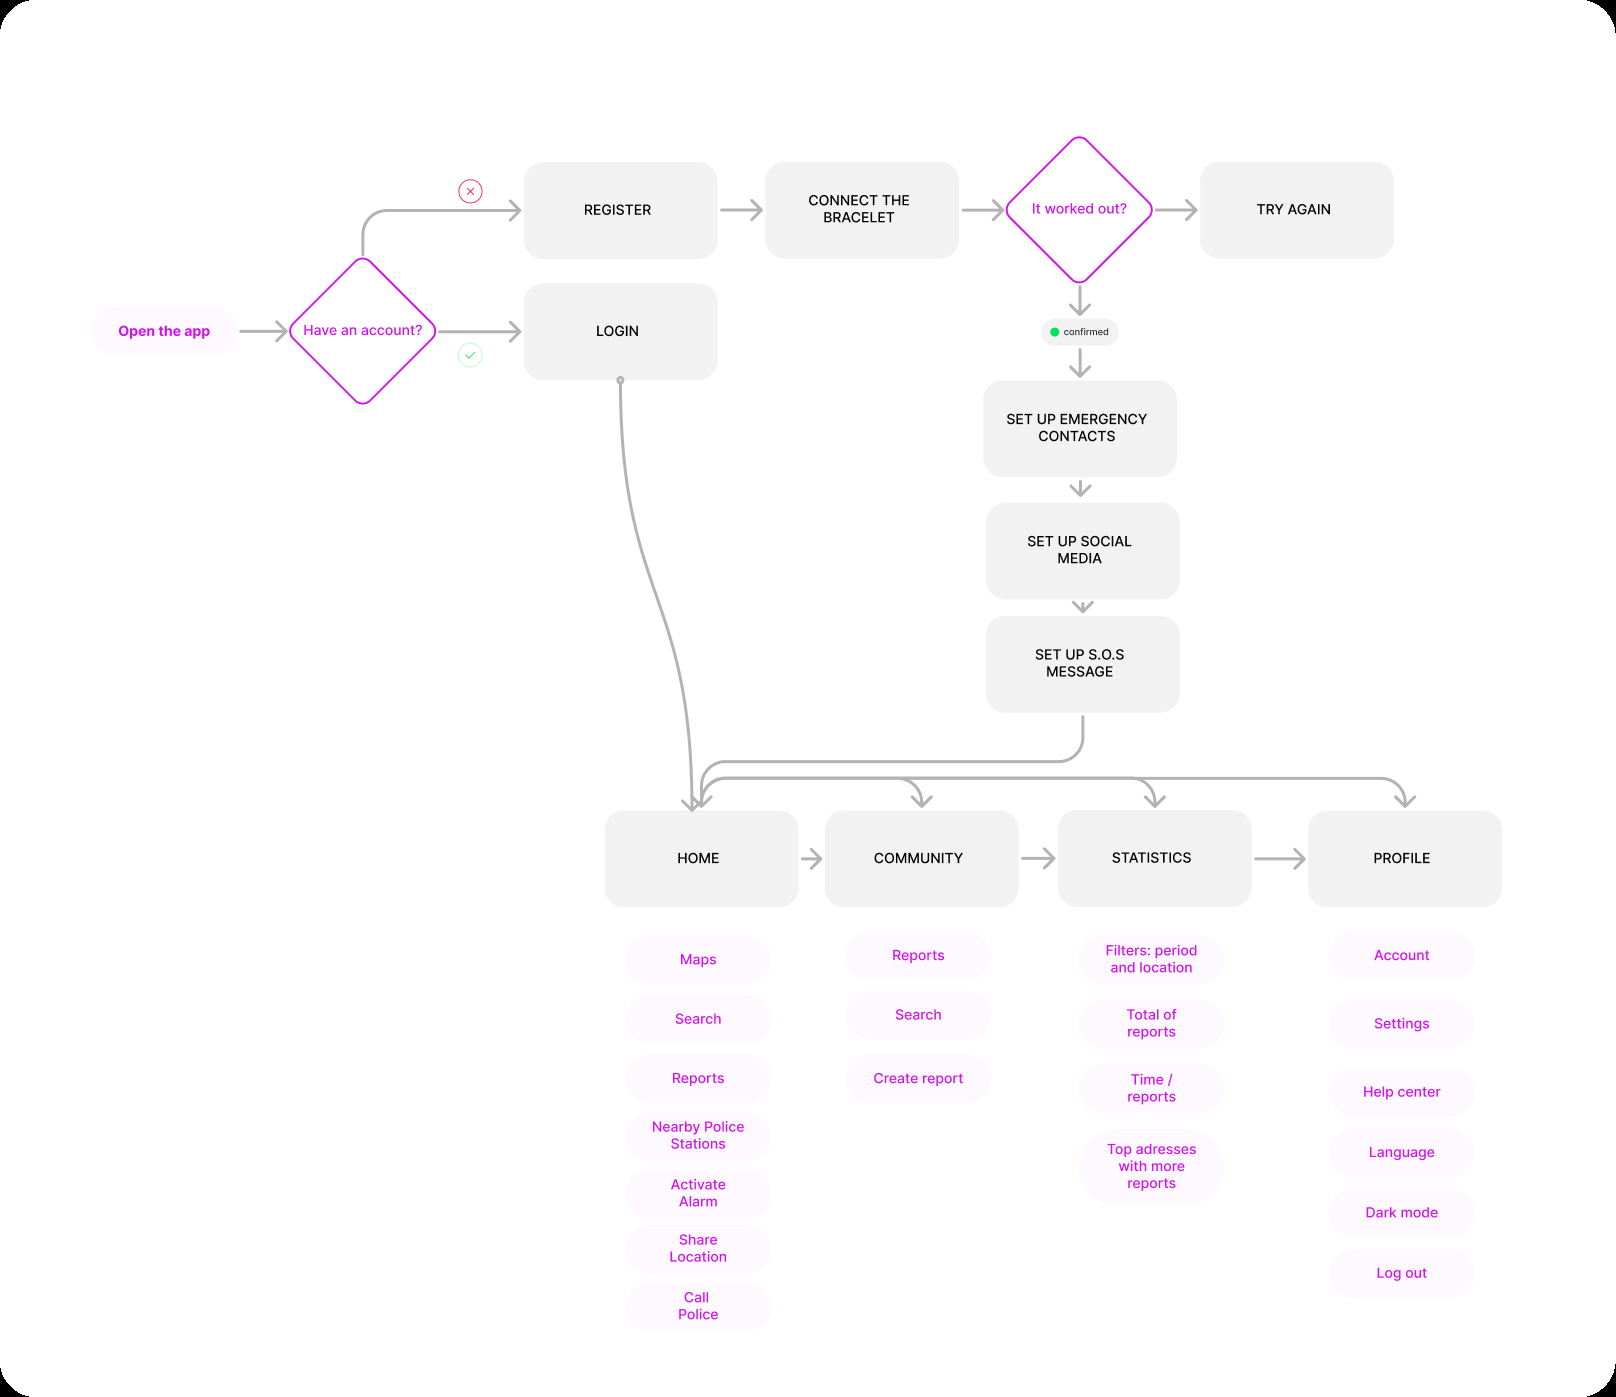 REGISTER
CONNECT THE
BRACELET
It worked out?
TRY AGAIN
Open the app
Have an account?
LOGIN
confirmed
SET UP EMERGENCY
CONTACTS
SET UP SOCIAL
MEDIA
SET UP S.O.S
MESSAGE
HOME
COMMUNITY
STATISTICS
PROFILE
Maps
Search
Reports
Nearby Police
Stations
Activate
Alarm
Share
Location
Call
Police
Reports
Search
Create report
Filters: period
and location
Total of
reports
Time /
reports
Top adresses
with more
reports
Account
Settings
Help center
Language
Dark mode
Log out